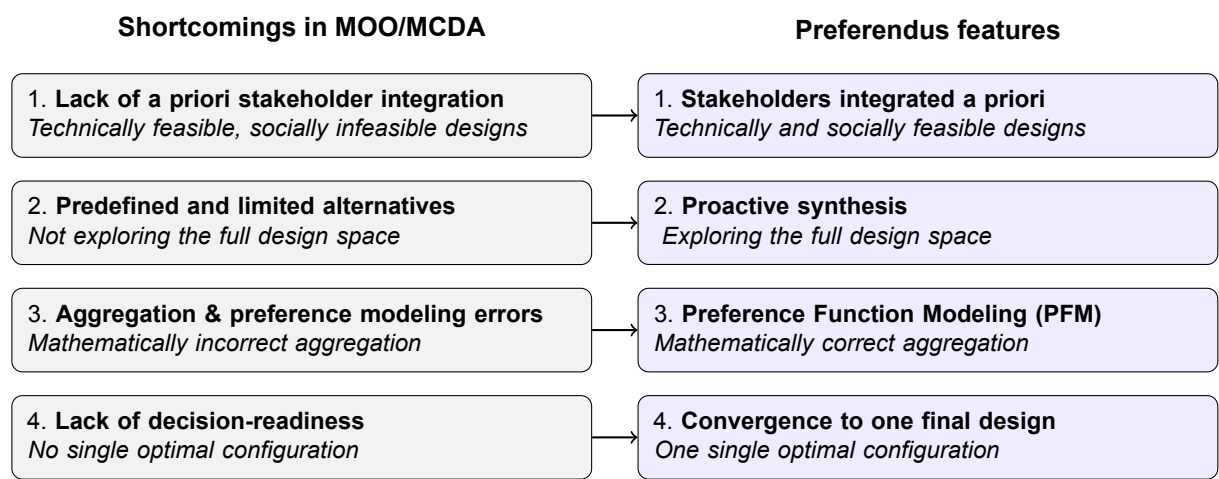 Shortcomings in MOO/MCDA
Preferendus features
1. Lack of a priori stakeholder integration
Technically feasible, socially infeasible designs
1. Stakeholders integrated a priori
Technically and socially feasible designs
2. Predefined and limited alternatives
Not exploring the full design space
2. Proactive synthesis
Exploring the full design space
3. Aggregation & preference modeling errors
Mathematically incorrect aggregation
3. Preference Function Modeling (PFM)
Mathematically correct aggregation
4. Lack of decision-readiness
No single optimal configuration
4. Convergence to one final design
One single optimal configuration